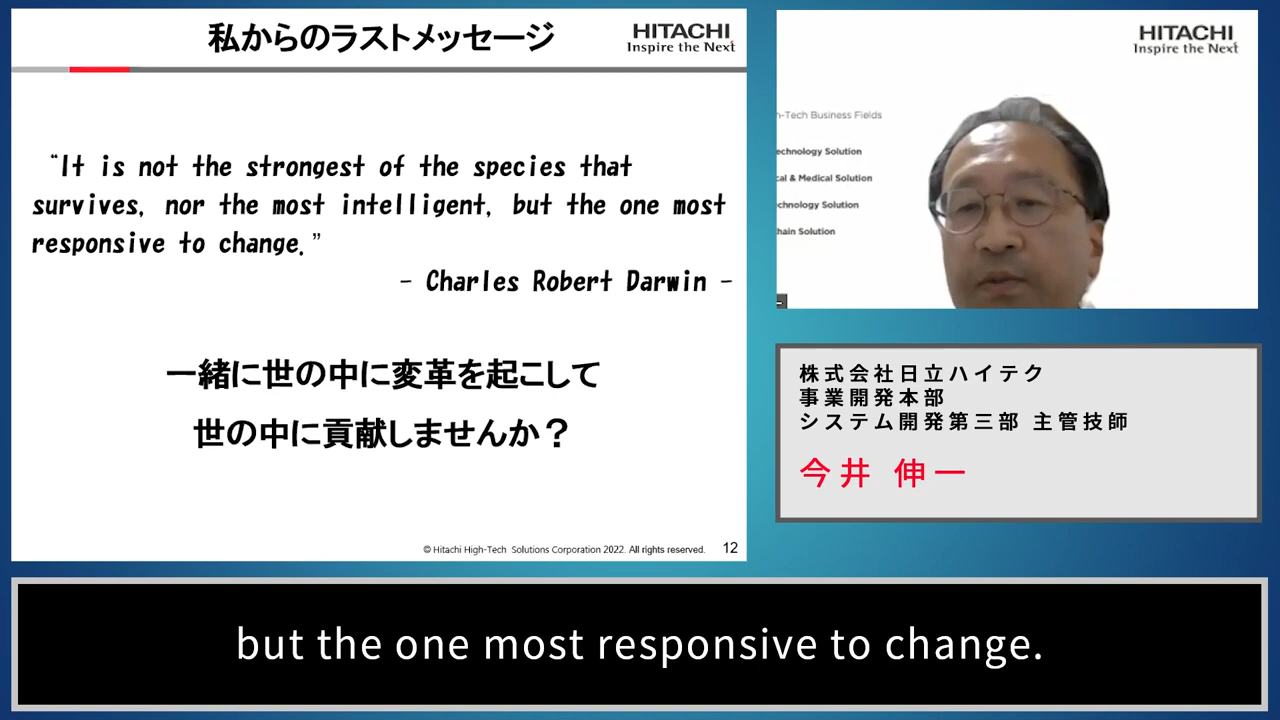 私からのラストメッセージ
HITACHI
Inspire the Next
“It is not the strongest of the species that
survives, nor the most intelligent, but the one most
responsive to change.”
- Charles Robert Darwin -
一緒に世の中に変革を起こして
世の中に貢献しませんか？
© Hitachi High-Tech Solutions Corporation 2022. All rights reserved.
12
HITACHI
Inspire the Next
-Tech Business Fields
echnology Solution
cal & Medical Solution
echnology Solution
hain Solution
株式会社日立ハイテク
事業開発本部
システム開発第三部 主管技師
今井 伸一
but the one most responsive to change.